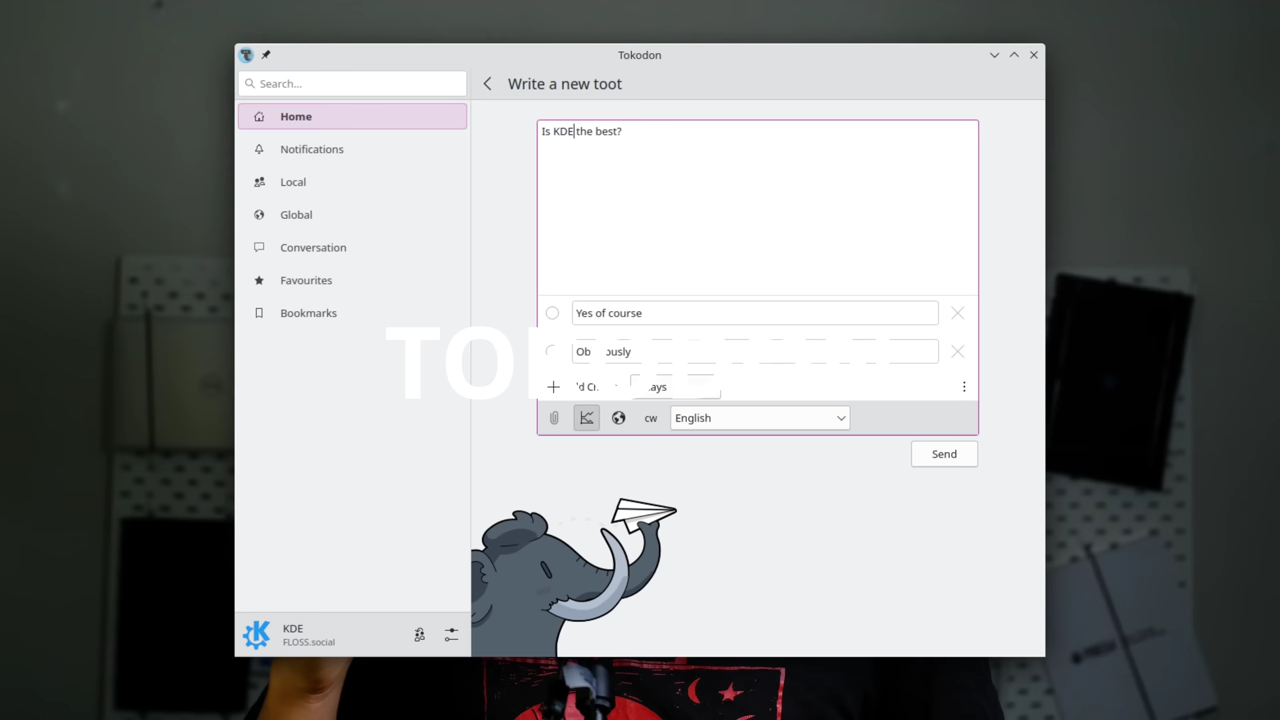 Tokodon
Search...
Write a new toot
Home
Notifications
Local
Global
Conversation
Favourites
Bookmarks
Is KDE the best?
Yes of course
English
cw
Send
KDE
FLOSS.social